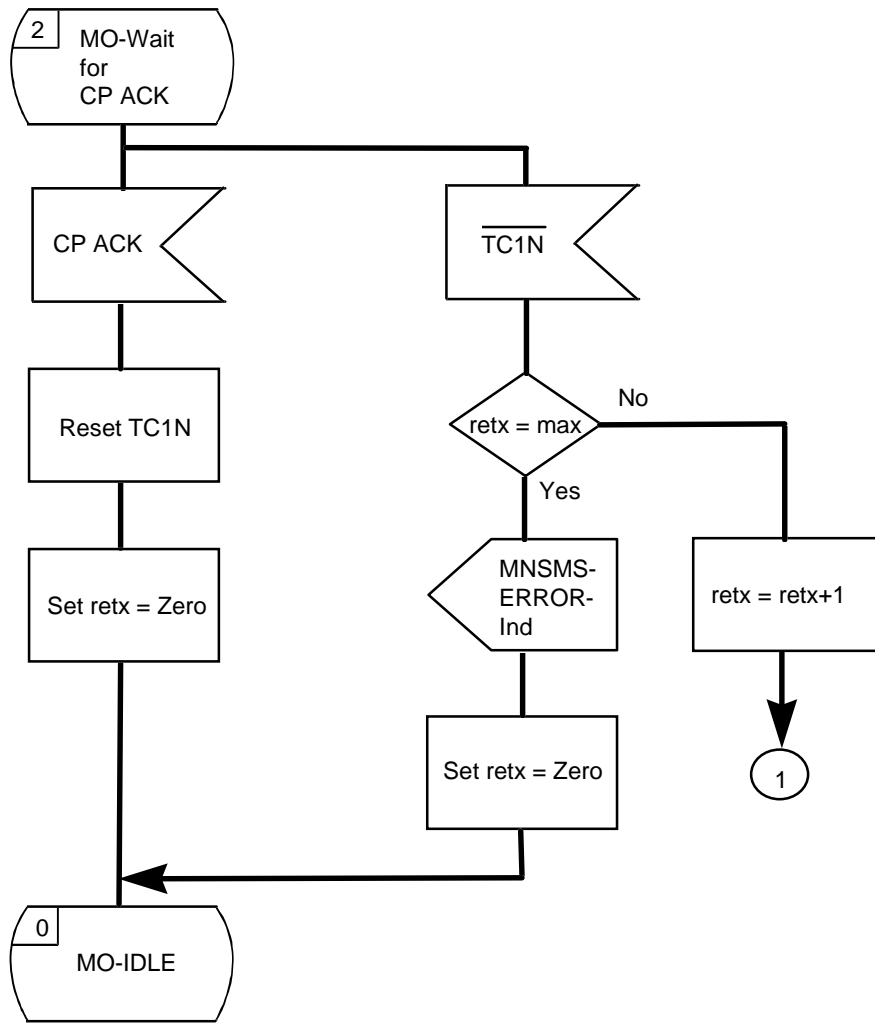 2
MO-Wait
for
CP ACK
CP ACK
TC1N
Reset TC1N
retx = max
No
Yes
Set retx = Zero
MNSMS-
ERROR-
Ind
retx = retx+1
Set retx = Zero
1
0
MO-IDLE